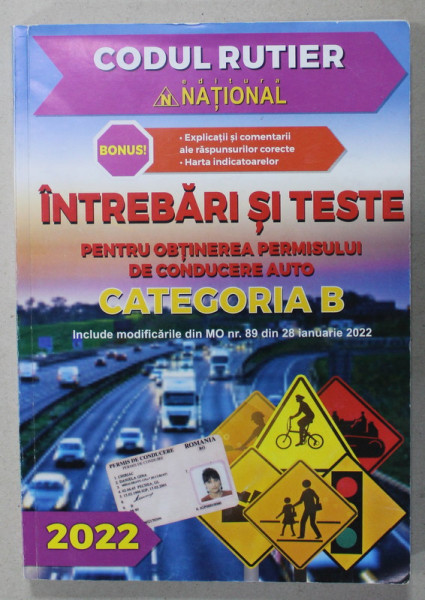 CODUL RUTIER
editura
N NAȚIONAL
BONUS!
• Explicații și comentarii
ale răspunsurilor corecte
• Harta indicatoarelor
ÎNTREBĂRI ȘI TESTE
PENTRU OBȚINEREA PERMISULUI
DE CONDUCERE AUTO
CATEGORIA B
Include modificările din MO nr. 89 din 28 ianuarie 2022
PERMIS DE CONDUCERE ROMANIA
2022